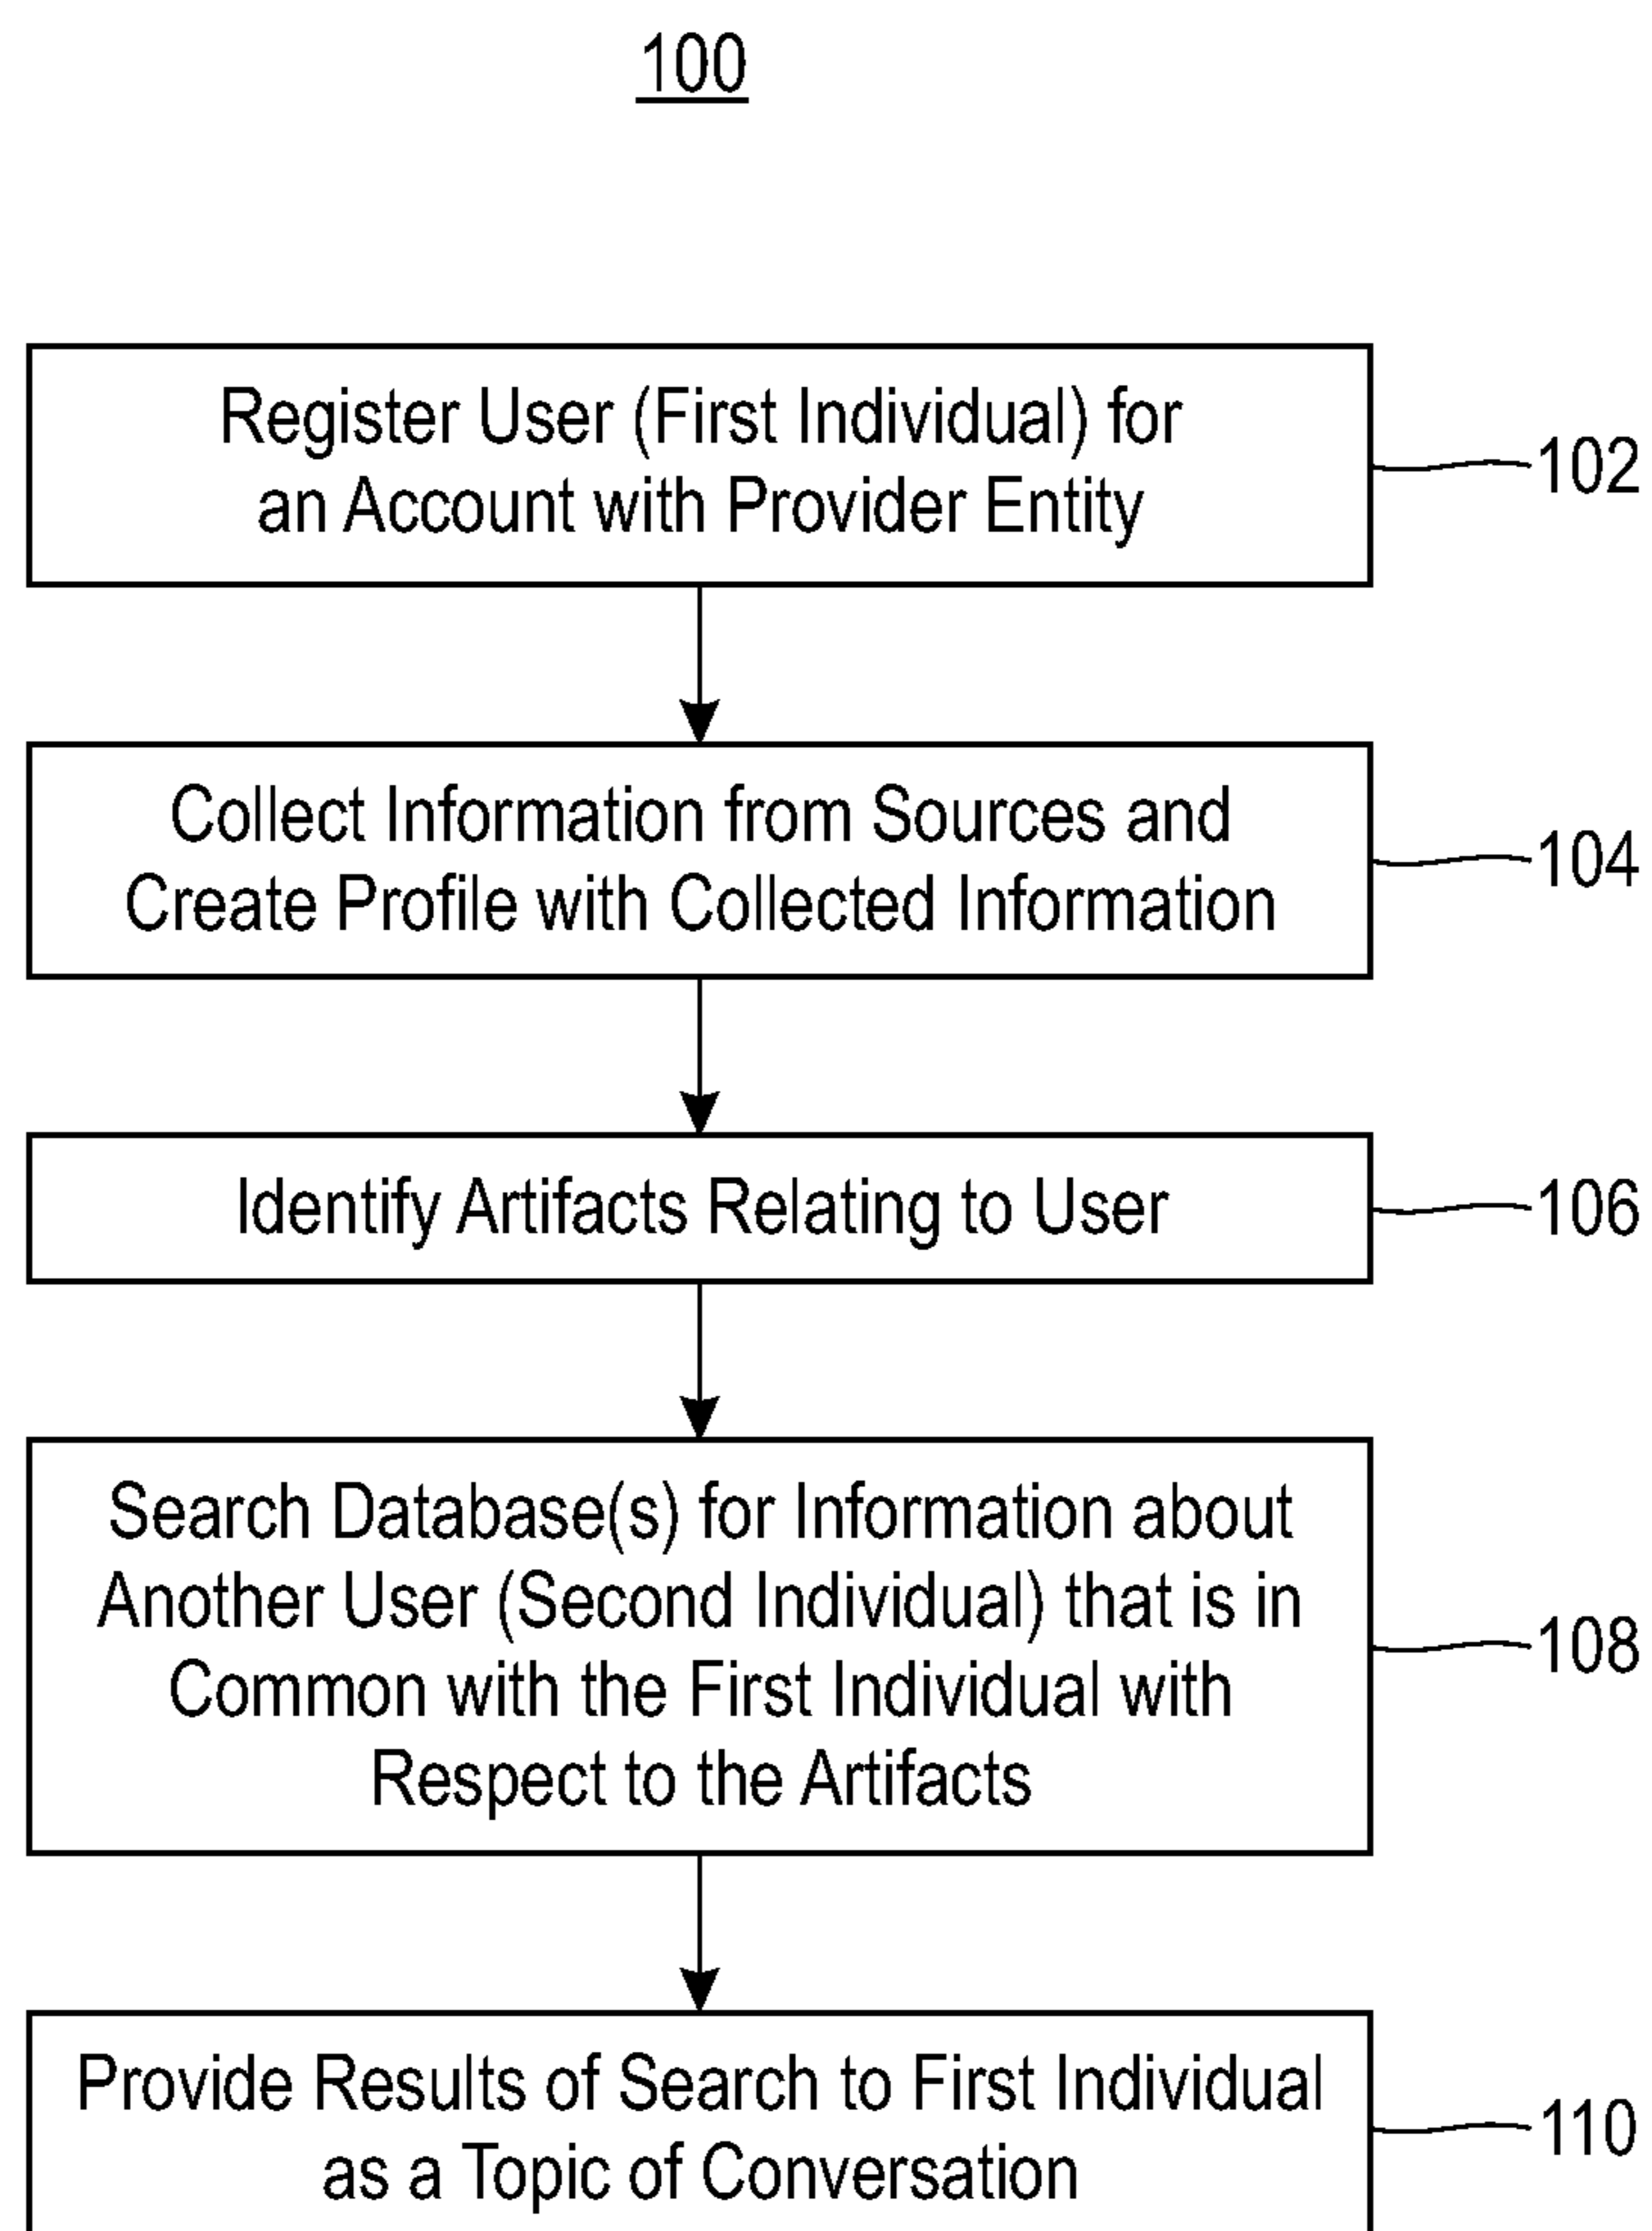 100
Register User (First Individual) for
an Account with Provider Entity
102
Collect Information from Sources and
Create Profile with Collected Information
104
Identify Artifacts Relating to User
106
Search Database(s) for Information about
Another User (Second Individual) that is in
Common with the First Individual with
Respect to the Artifacts
108
Provide Results of Search to First Individual
as a Topic of Conversation
110